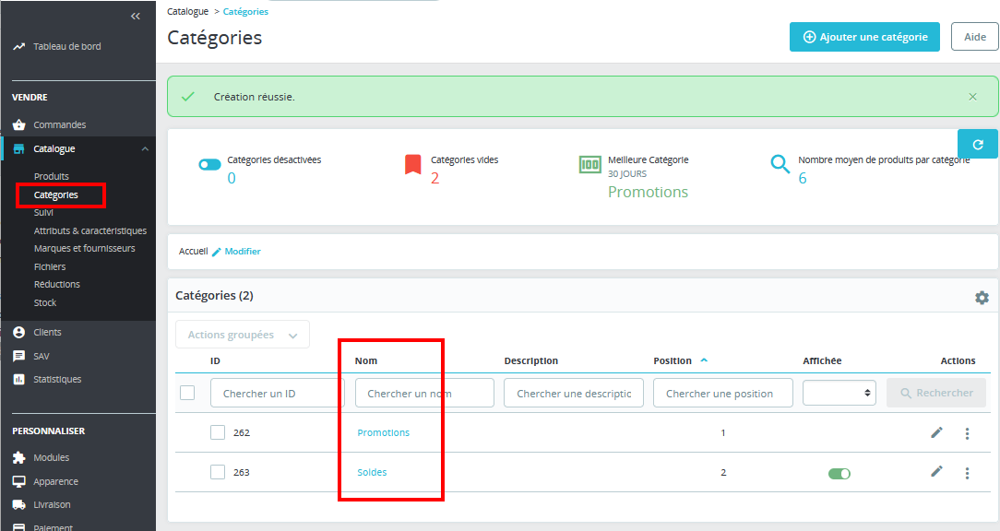 Catalogue > Catégories
Catégories
Ajouter une catégorie
Aide
Tableau de bord
VENDRE
Commandes
Catalogue
Produits
Catégories
Suivi
Attributs & caractéristiques
Marques et fournisseurs
Fichiers
Réductions
Stock
Clients
SAV
Statistiques
PERSONNALISER
Modules
Apparence
Livraison
Paiement
Création réussie.
Catégories désactivées
0
Catégories vides
2
Meilleure Catégorie
30 JOURS
Promotions
Nombre moyen de produits par catégorie
6
Accueil Modifier
Catégories (2)
Actions groupées
ID Nom Description Position Affichée Actions
Chercher un ID Chercher un nom Chercher une descriptic Chercher une position Rechercher
262 Promotions 1
263 Soldes 2